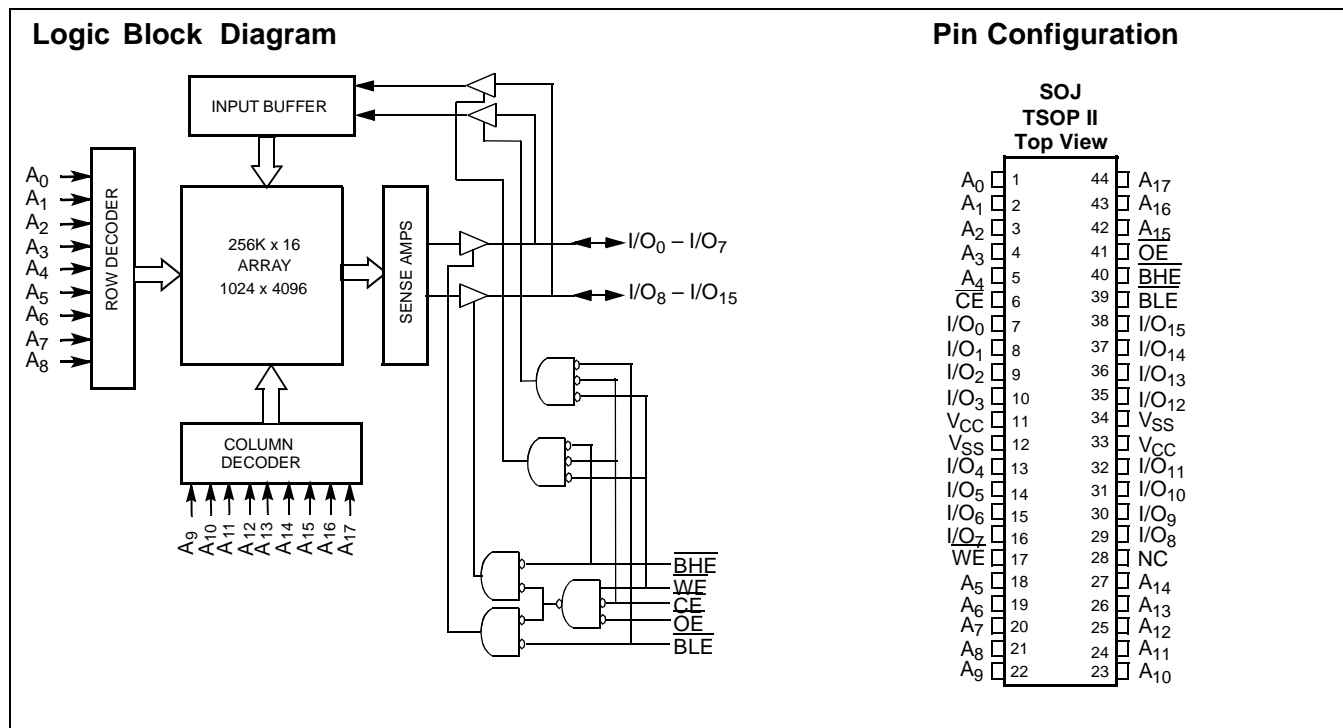 Logic Block Diagram
INPUT BUFFER
A0
A1
A2
A3
A4
A5
A6
A7
A8
ROW DECODER
256K x 16
ARRAY
1024 x 4096
SENSE AMPS
I/O0 – I/O7
I/O8 – I/O15
COLUMN
DECODER
A9
A10
A11
A12
A13
A14
A15
A16
A17
BHE
WE
CE
OE
BLE
Pin Configuration
SOJ
TSOP II
Top View
A0 1 44 A17
A1 2 43 A16
A2 3 42 A15
A3 4 41 OE
A4 5 40 BHE
CE 6 39 BLE
I/O0 7 38 I/O15
I/O1 8 37 I/O14
I/O2 9 36 I/O13
I/O3 10 35 I/O12
VCC 11 34 VSS
VSS 12 33 VCC
I/O4 13 32 I/O11
I/O5 14 31 I/O10
I/O6 15 30 I/O9
I/O7 16 29 I/O8
WE 17 28 NC
A5 18 27 A14
A6 19 26 A13
A7 20 25 A12
A8 21 24 A11
A9 22 23 A10